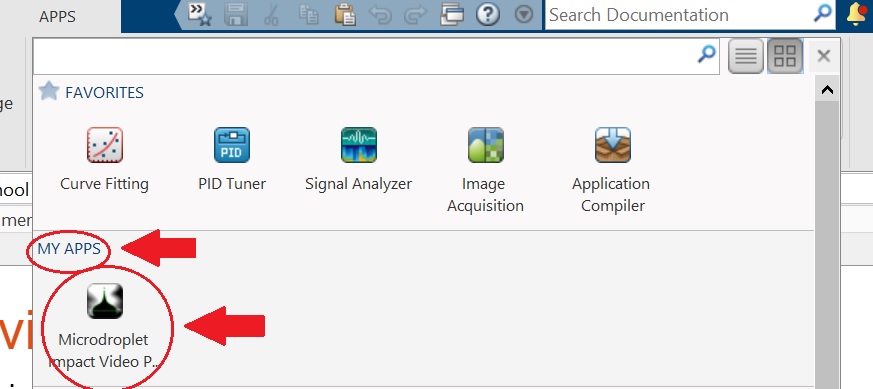 APPS
Search Documentation
ge
FAVORITES
PID
Curve Fitting
PID Tuner
Signal Analyzer
Image
Acquisition
Application
Compiler
hool
men
MY APPS
Microdroplet
Impact Video P...
vi